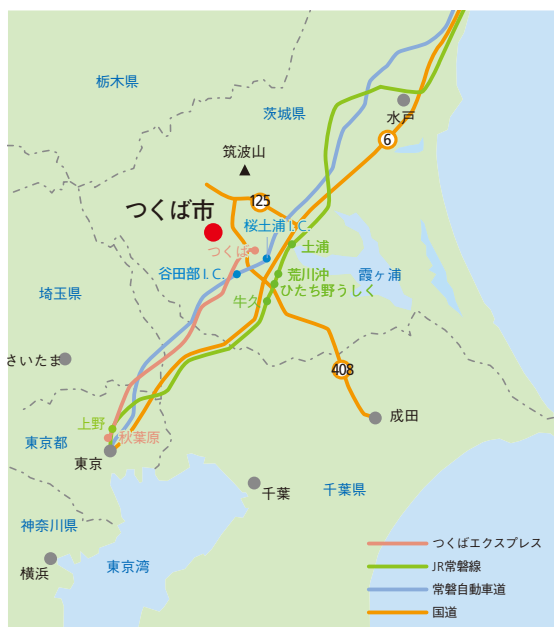 栃木県
茨城県
水戸
6
筑波山
125
つくば市
桜土浦I.C.
つくば
土浦
谷田部I.C.
荒川沖
霞ヶ浦
ひたち野うしく
埼玉県
牛久
さいたま
408
成田
上野
東京都
秋葉原
東京
千葉
千葉県
神奈川県
つくばエクスプレス
東京湾
JR常磐線
横浜
常磐自動車道
国道